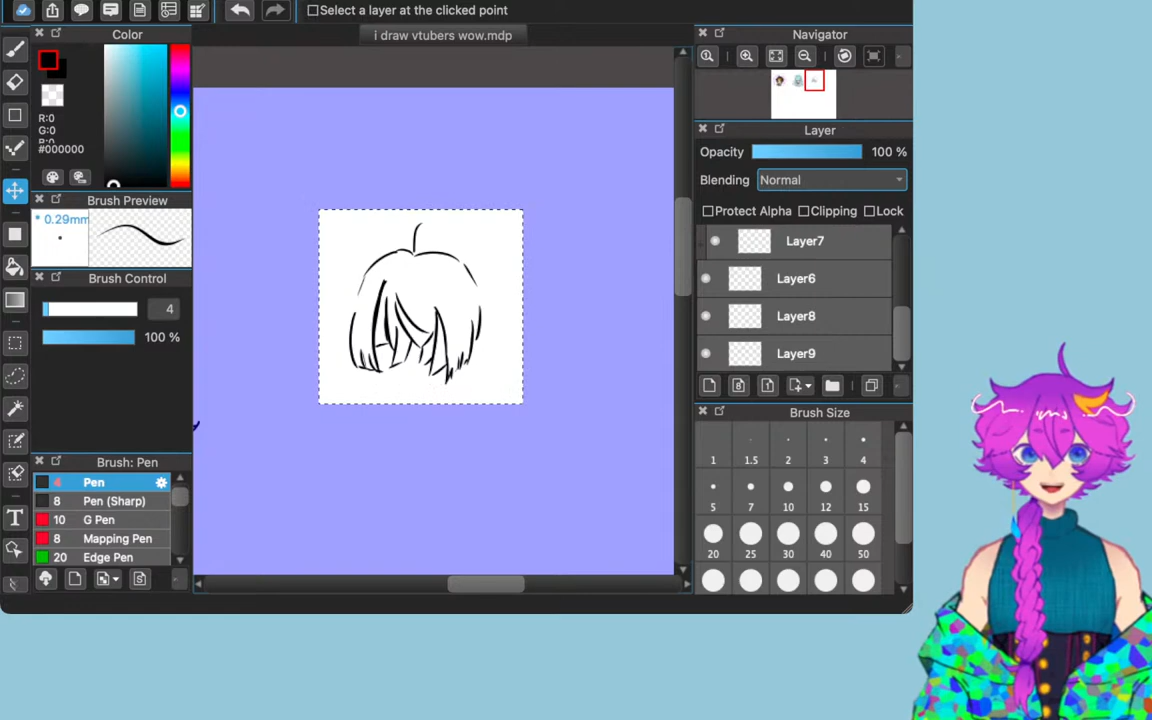 Select a layer at the clicked point
i draw vtubers wow.mdp
Color
R:0
G:0
B:0
#000000
Brush Preview
* 0.29mm
Brush Control
4
100 %
Brush: Pen
4 Pen
8 Pen (Sharp)
10 G Pen
8 Mapping Pen
20 Edge Pen
T
Navigator
Layer
Opacity 100 %
Blending Normal
Protect Alpha Clipping Lock
Layer7
Layer6
Layer8
Layer9
Brush Size
1 1.5 2 3 4
5 7 10 12 15
20 25 30 40 50